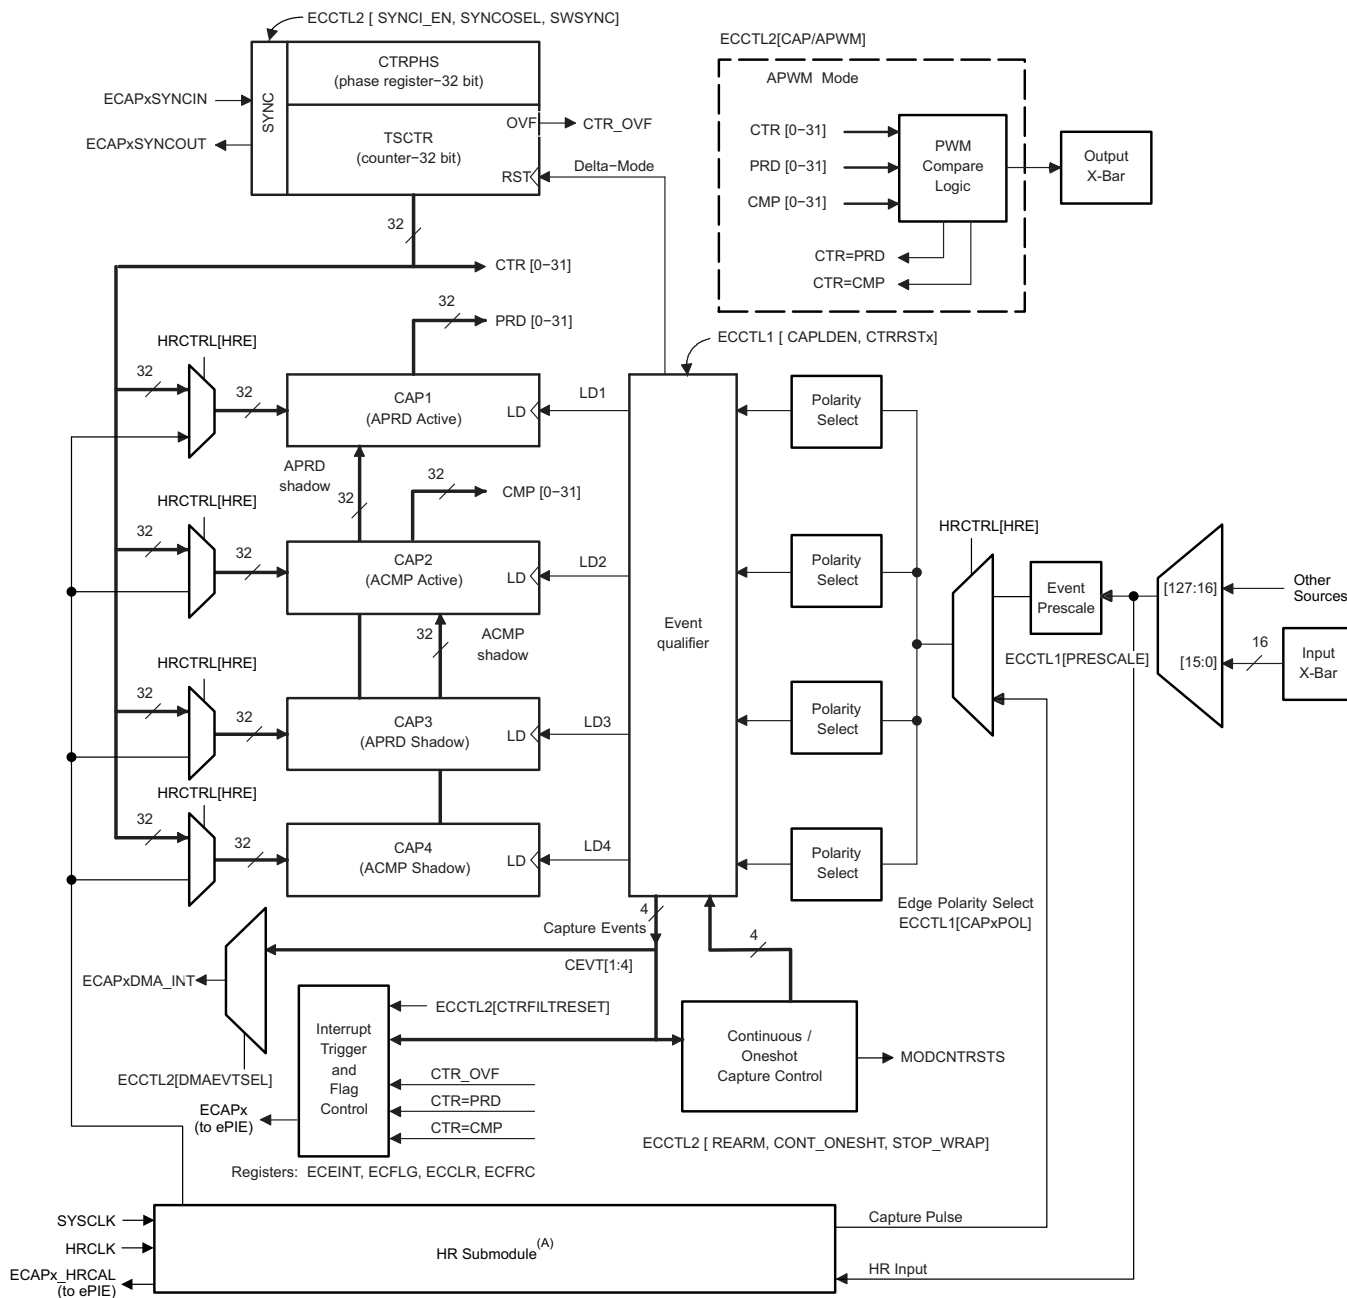 ECCTL2 [ SYNCI_EN, SYNCOSEL, SWSYNC]
SYNC
CTRPHS
(phase register−32 bit)
TSCTR
(counter−32 bit)
OVF
RST
ECAPxSYNCIN
ECAPxSYNCOUT
CTR_OVF
Delta−Mode
32
CTR [0−31]
ECCTL2[CAP/APWM]
APWM Mode
CTR [0−31]
PRD [0−31]
CMP [0−31]
PWM
Compare
Logic
CTR=PRD
CTR=CMP
Output
X-Bar
32
PRD [0−31]
HRCTRL[HRE]
32
32
CAP1
(APRD Active)
LD
LD1
APRD
shadow
32
32
CMP [0−31]
HRCTRL[HRE]
32
32
CAP2
(ACMP Active)
LD
LD2
32
ACMP
shadow
HRCTRL[HRE]
32
32
CAP3
(APRD Shadow)
LD
LD3
HRCTRL[HRE]
32
32
CAP4
(ACMP Shadow)
LD
LD4
ECCTL1 [ CAPLDEN, CTRRSTx]
Event
qualifier
Polarity
Select
Polarity
Select
Polarity
Select
Polarity
Select
Edge Polarity Select
ECCTL1[CAPxPOL]
HRCTRL[HRE]
Event
Prescale
ECCTL1[PRESCALE]
[127:16]
[15:0]
Other
Sources
16
Input
X-Bar
4
Capture Events
CEVT[1:4]
4
ECAPxDMA_INT
ECCTL2[DMAEVTSEL]
Interrupt
Trigger
and
Flag
Control
ECCTL2[CTRFILTRESET]
CTR_OVF
CTR=PRD
CTR=CMP
ECAPx
(to ePIE)
Registers: ECEINT, ECFLG, ECCLR, ECFRC
Continuous /
Oneshot
Capture Control
MODCNTRSTS
ECCTL2 [ REARM, CONT_ONESHT, STOP_WRAP]
SYSCLK
HRCLK
ECAPx_HRCAL
(to ePIE)
HR Submodule(A)
Capture Pulse
HR Input